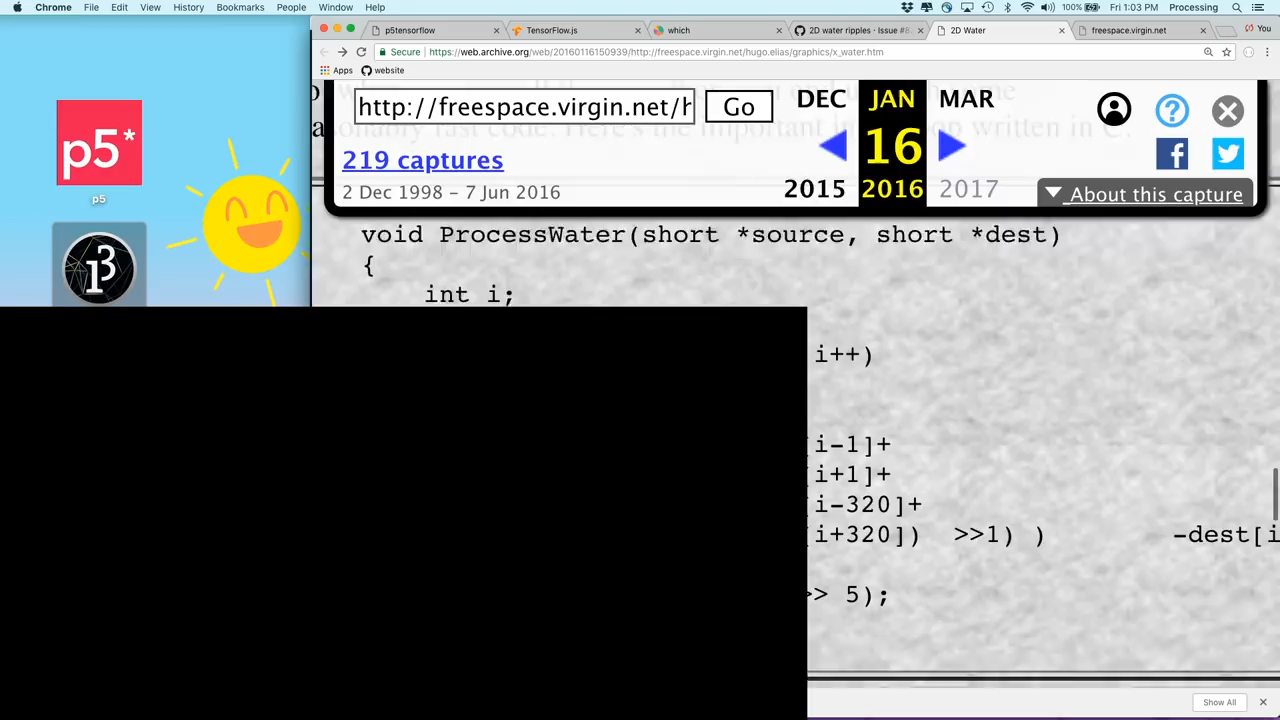 Chrome File Edit View History Bookmarks People Window Help 100% Fri 1:03 PM Processing
p5tensorflow TensorFlow.js which 2D water ripples · Issue #8 2D Water freespace.virgin.net You
Secure https://web.archive.org/web/20160116150939/http://freespace.virgin.net/hugo.elias/graphics/x_water.htm
Apps website
http://freespace.virgin.net/h Go DEC JAN MAR
219 captures 16
2 Dec 1998 – 7 Jun 2016 2015 2016 2017 About this capture
p5*
p5
void ProcessWater(short *source, short *dest)
{
int i;
i++)
[i-1]+
[i+1]+
[i-320]+
[i+320]) >>1) ) -dest[i
>> 5);
Show All